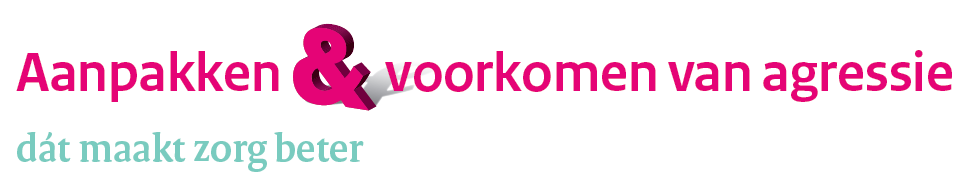 Aanpakken & voorkomen van agressie
dát maakt zorg beter